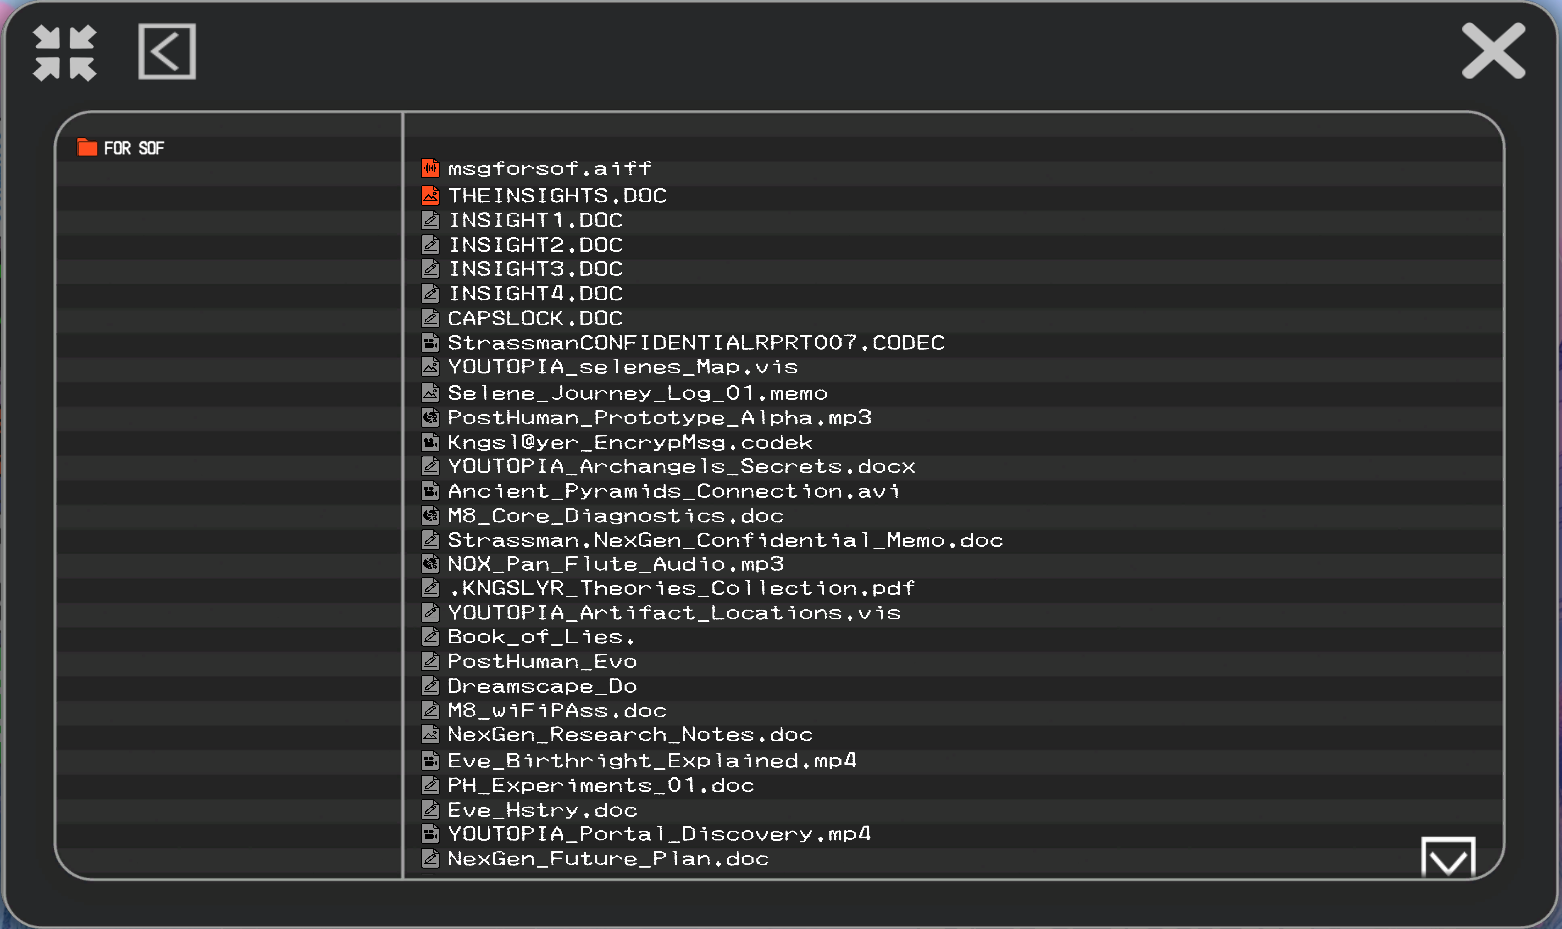 FOR SOF
msgforsof.aiff
THEINSIGHTS.DOC
INSIGHT1.DOC
INSIGHT2.DOC
INSIGHT3.DOC
INSIGHT4.DOC
CAPSLOCK.DOC
StrassmanCONFIDENTIALRPRT007.CODEC
YOUTOPIA_selenes_Map.vis
Selene_Journey_Log_01.memo
PostHuman_Prototype_Alpha.mp3
Kngsl@yer_EncrypMsg.codek
YOUTOPIA_Archangels_Secrets.docx
Ancient_Pyramids_Connection.avi
M8_Core_Diagnostics.doc
Strassman.NexGen_Confidential_Memo.doc
NOX_Pan_Flute_Audio.mp3
.KNGSLYR_Theories_Collection.pdf
YOUTOPIA_Artifact_Locations.vis
Book_of_Lies.
PostHuman_Evo
Dreamscape_Do
M8_wiFiPAss.doc
NexGen_Research_Notes.doc
Eve_Birthright_Explained.mp4
PH_Experiments_01.doc
Eve_Hstry.doc
YOUTOPIA_Portal_Discovery.mp4
NexGen_Future_Plan.doc